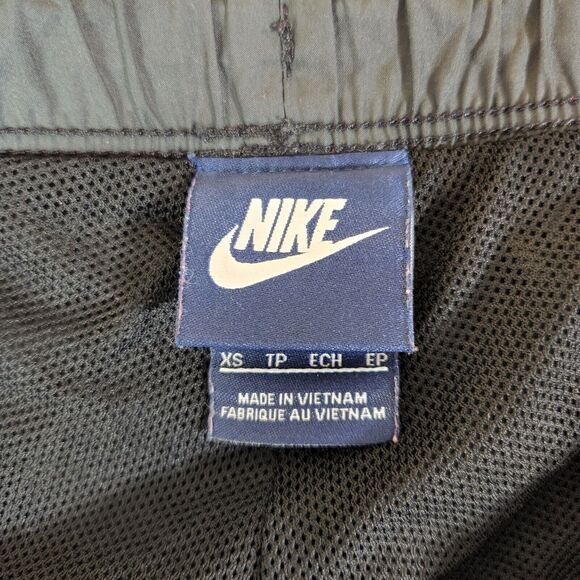 NIKE
XS TP ECH EP
MADE IN VIETNAM
FABRIQUE AU VIETNAM